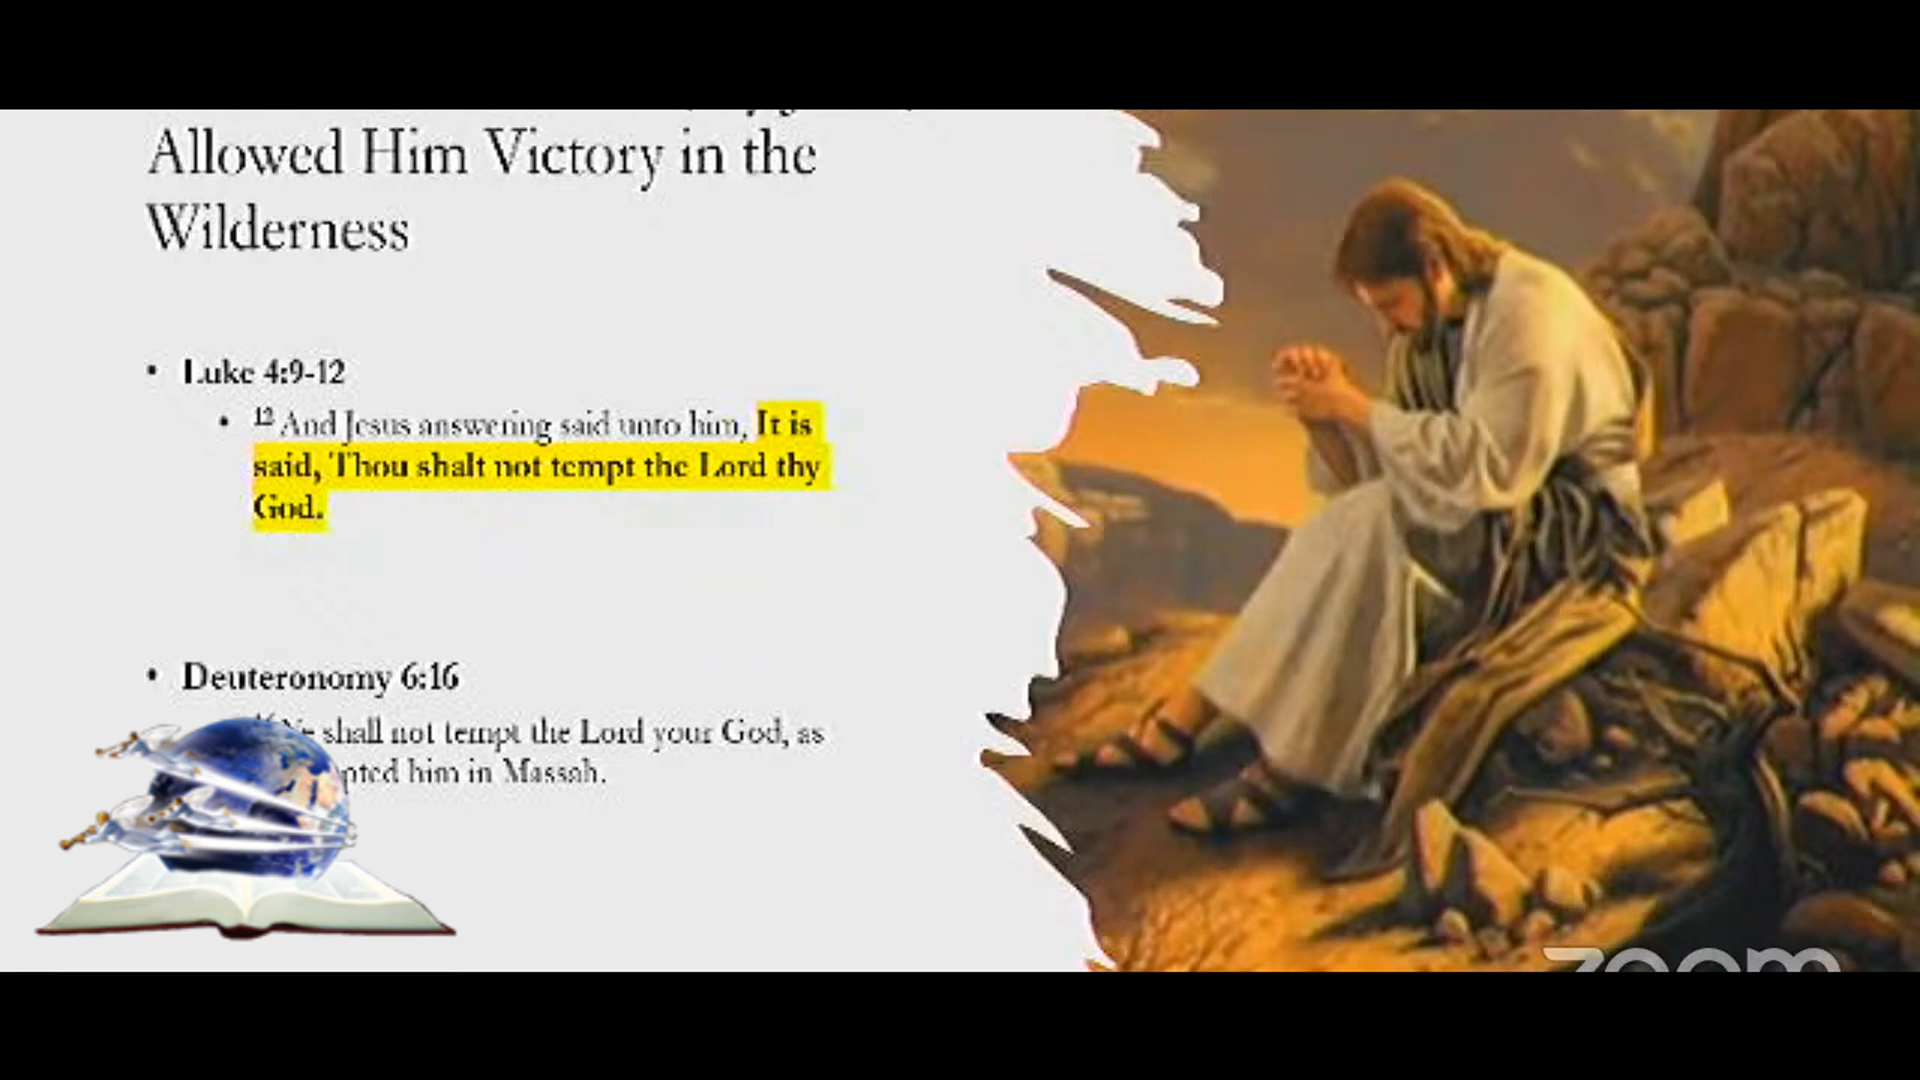 Allowed Him Victory in the
Wilderness
• Luke 4:9-12
• 12 And Jesus answering said unto him, It is
said, Thou shalt not tempt the Lord thy
God.
• Deuteronomy 6:16
shall not tempt the Lord your God, as
him in Massah.
zoom